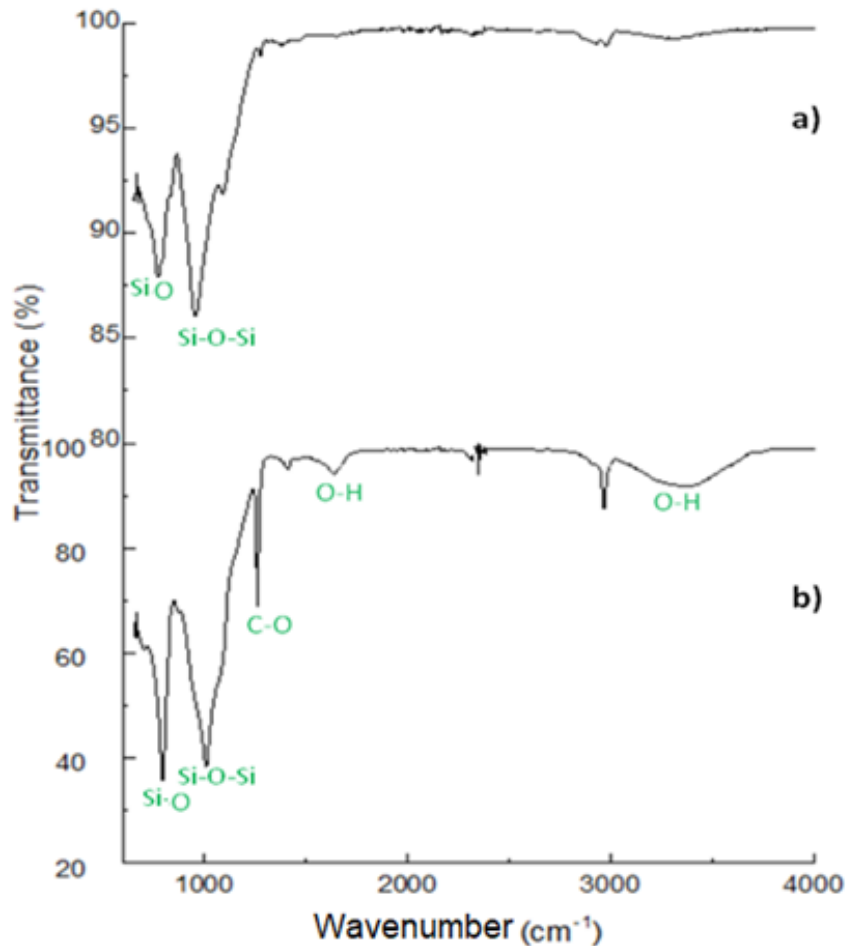 100
a)
95
90
Si O
Si-O-Si
85
80
Transmittance (%)
100
O-H
O-H
80
b)
C-O
60
40
Si-O-Si
Si-O
20
1000
2000
3000
4000
Wavenumber (cm⁻¹)